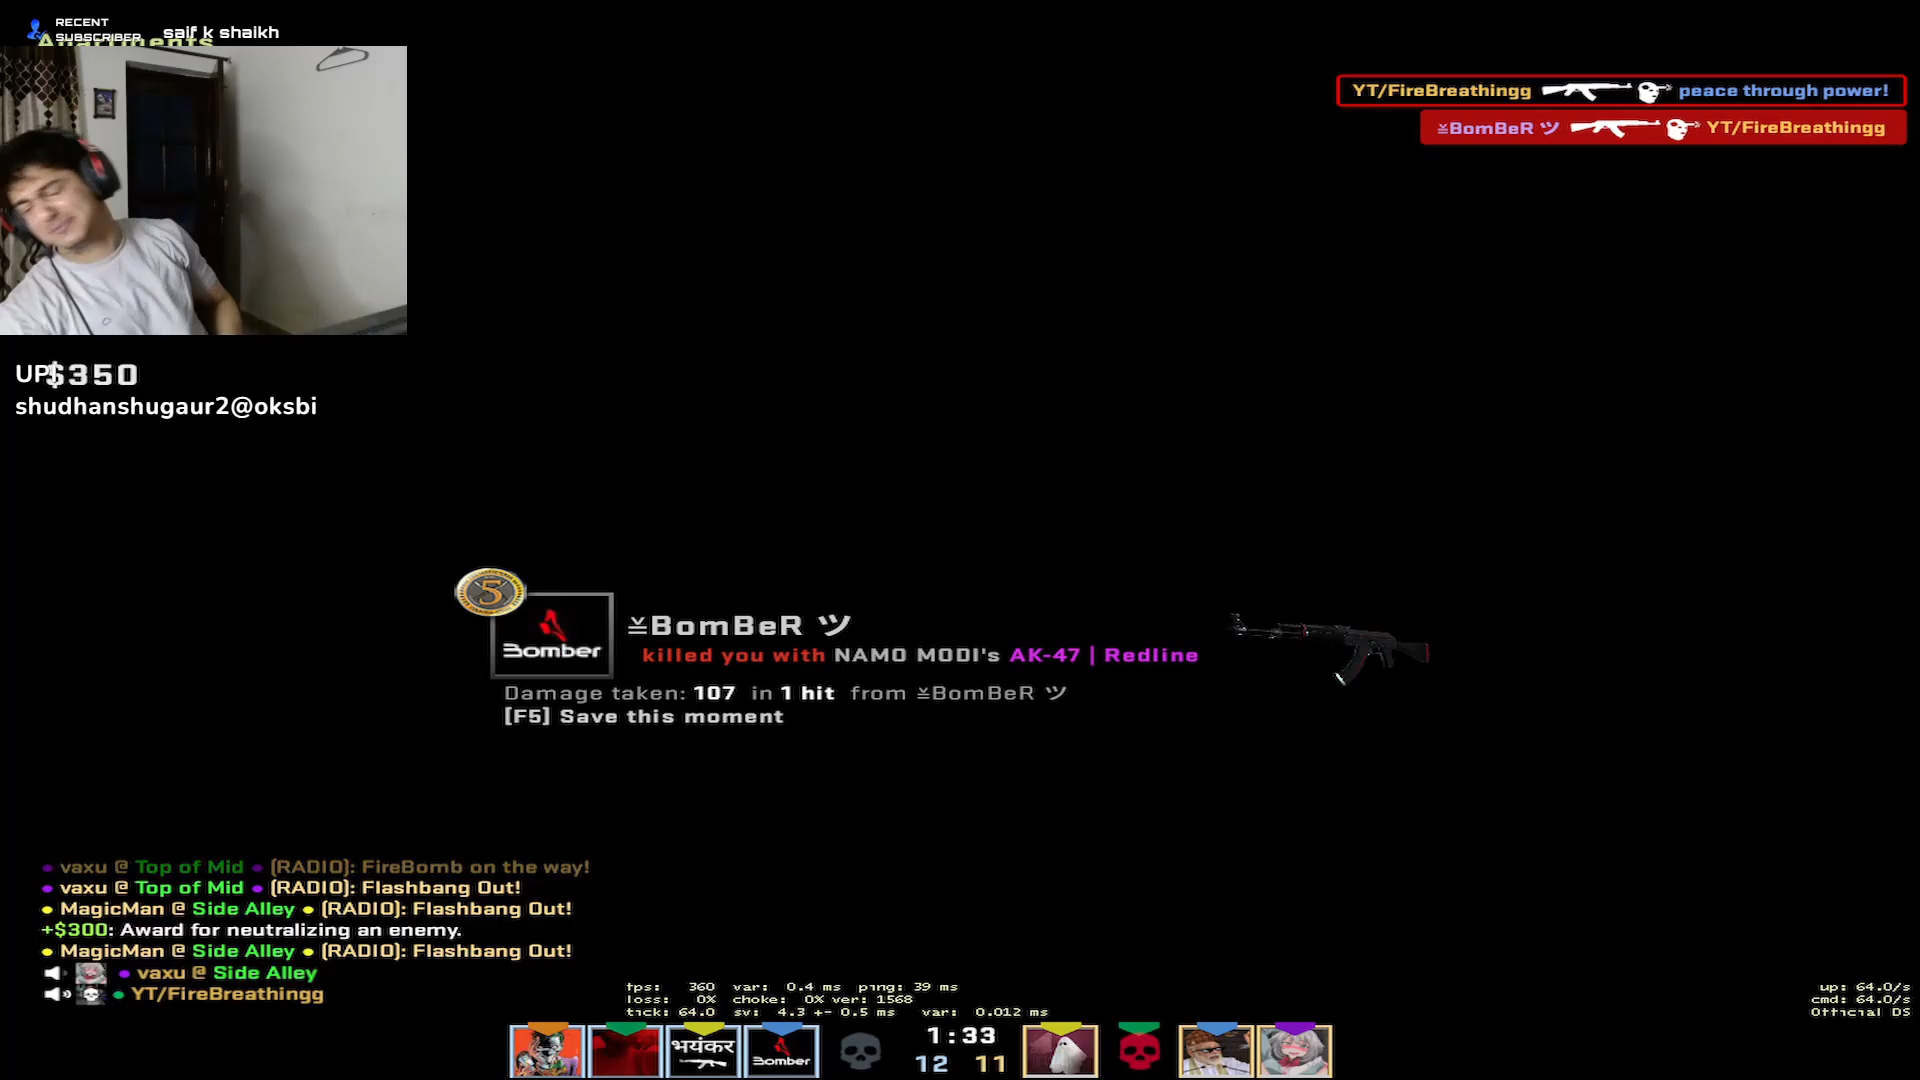 RECENT
SUBSCRIBER saif k shaikh
Apartments
YT/FireBreathingg peace through power!
≚BomBeR ツ YT/FireBreathingg
UPI
$350
shudhanshugaur2@oksbi
5
Bomber
≚BomBeR ツ
killed you with NAMO MODI's AK-47 | Redline
Damage taken: 107 in 1 hit from ≚BomBeR ツ
[F5] Save this moment
vaxu @ Top of Mid (RADIO): FireBomb on the way!
vaxu @ Top of Mid (RADIO): Flashbang Out!
MagicMan @ Side Alley (RADIO): Flashbang Out!
+$300: Award for neutralizing an enemy.
MagicMan @ Side Alley (RADIO): Flashbang Out!
vaxu @ Side Alley
YT/FireBreathingg
fps: 360 var: 0.4 ms ping: 39 ms
loss: 0% choke: 0% ver: 1568
tick: 64.0 sv: 4.3 +- 0.5 ms var: 0.012 ms
up: 64.0/s
cmd: 64.0/s
Official DS
भयंकर
Bomber
1:33
12 11